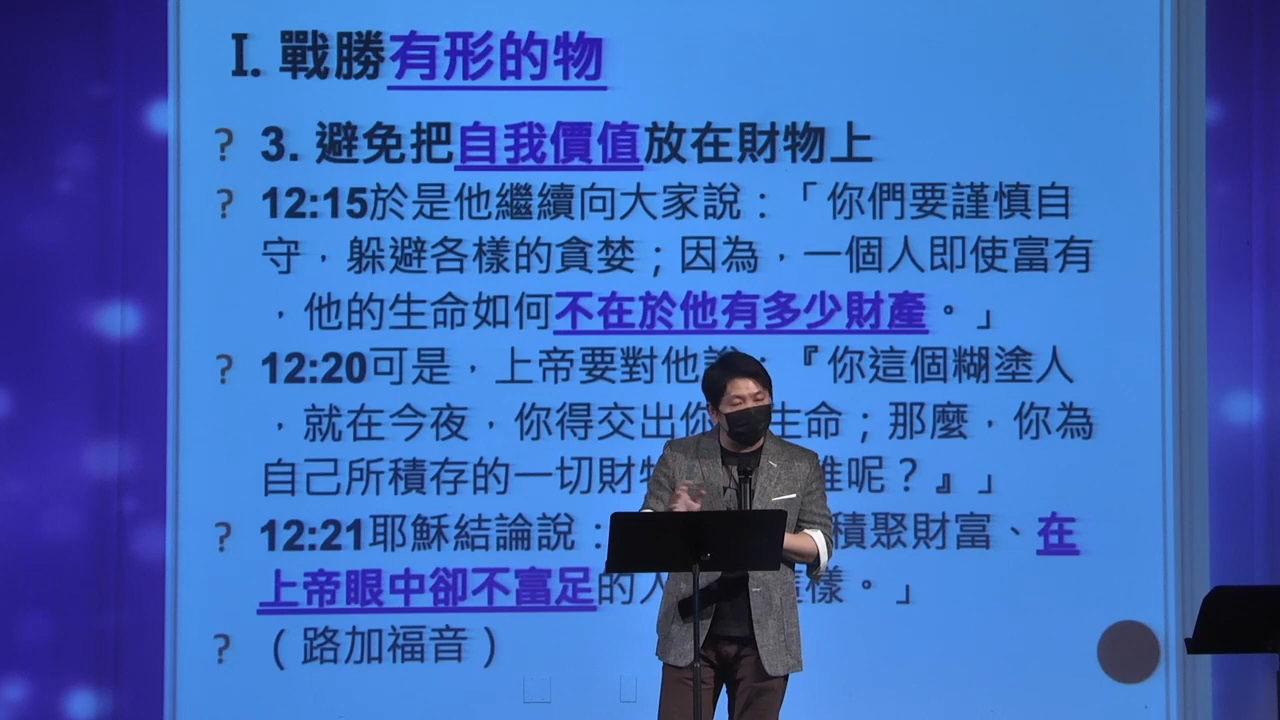 I. 戰勝有形的物
? 3. 避免把自我價值放在財物上
? 12:15於是他繼續向大家說：「你們要謹慎自
守，躲避各樣的貪婪；因為，一個人即使富有
，他的生命如何不在於他有多少財產。」
? 12:20可是，上帝要對他說：『你這個糊塗人
，就在今夜，你得交出你 生命；那麼，你為
自己所積存的一切財物 誰呢？』」
? 12:21耶穌結論說： 積聚財富、在
上帝眼中卻不富足的人 這樣。」
? （路加福音）